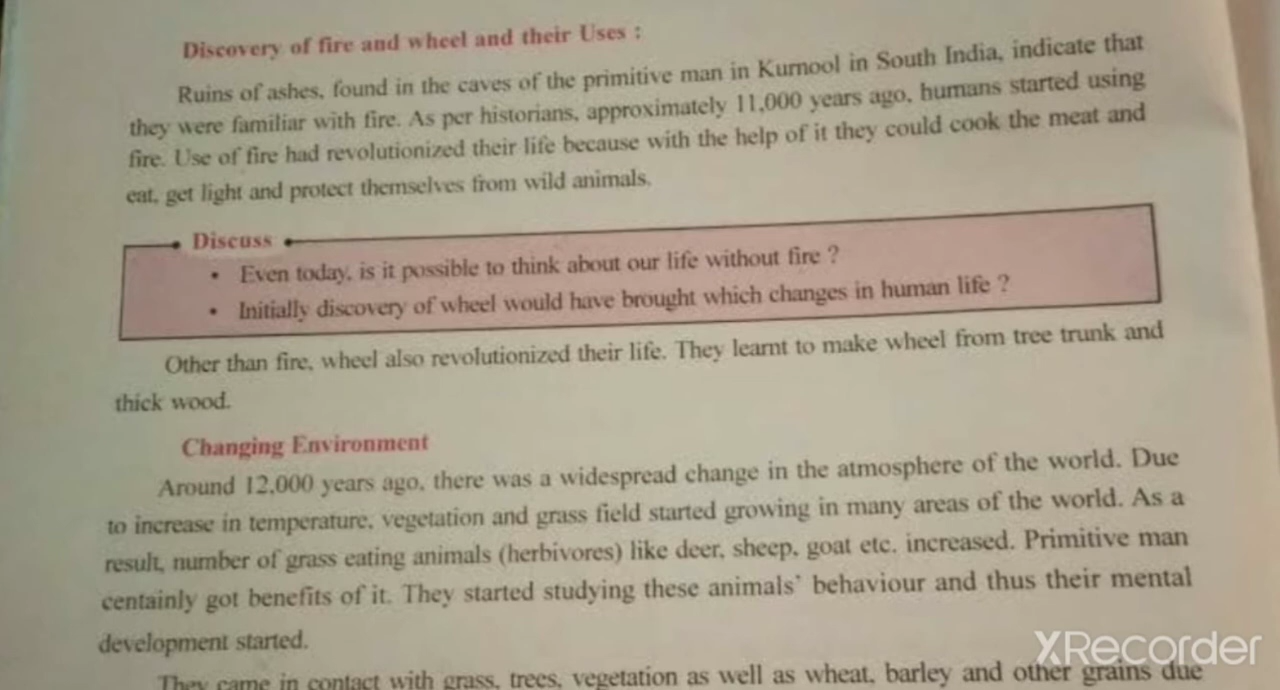 Discovery of fire and wheel and their Uses :
Ruins of ashes, found in the caves of the primitive man in Kurnool in South India, indicate that
they were familiar with fire. As per historians, approximately 11,000 years ago, humans started using
fire. Use of fire had revolutionized their life because with the help of it they could cook the meat and
eat, get light and protect themselves from wild animals.
Discuss
• Even today, is it possible to think about our life without fire ?
• Initially discovery of wheel would have brought which changes in human life ?
Other than fire, wheel also revolutionized their life. They learnt to make wheel from tree trunk and
thick wood.
Changing Environment
Around 12,000 years ago, there was a widespread change in the atmosphere of the world. Due
to increase in temperature, vegetation and grass field started growing in many areas of the world. As a
result, number of grass eating animals (herbivores) like deer, sheep, goat etc. increased. Primitive man
centainly got benefits of it. They started studying these animals' behaviour and thus their mental
development started.
They came in contact with grass, trees, vegetation as well as wheat, barley and other grains due
XRecorder